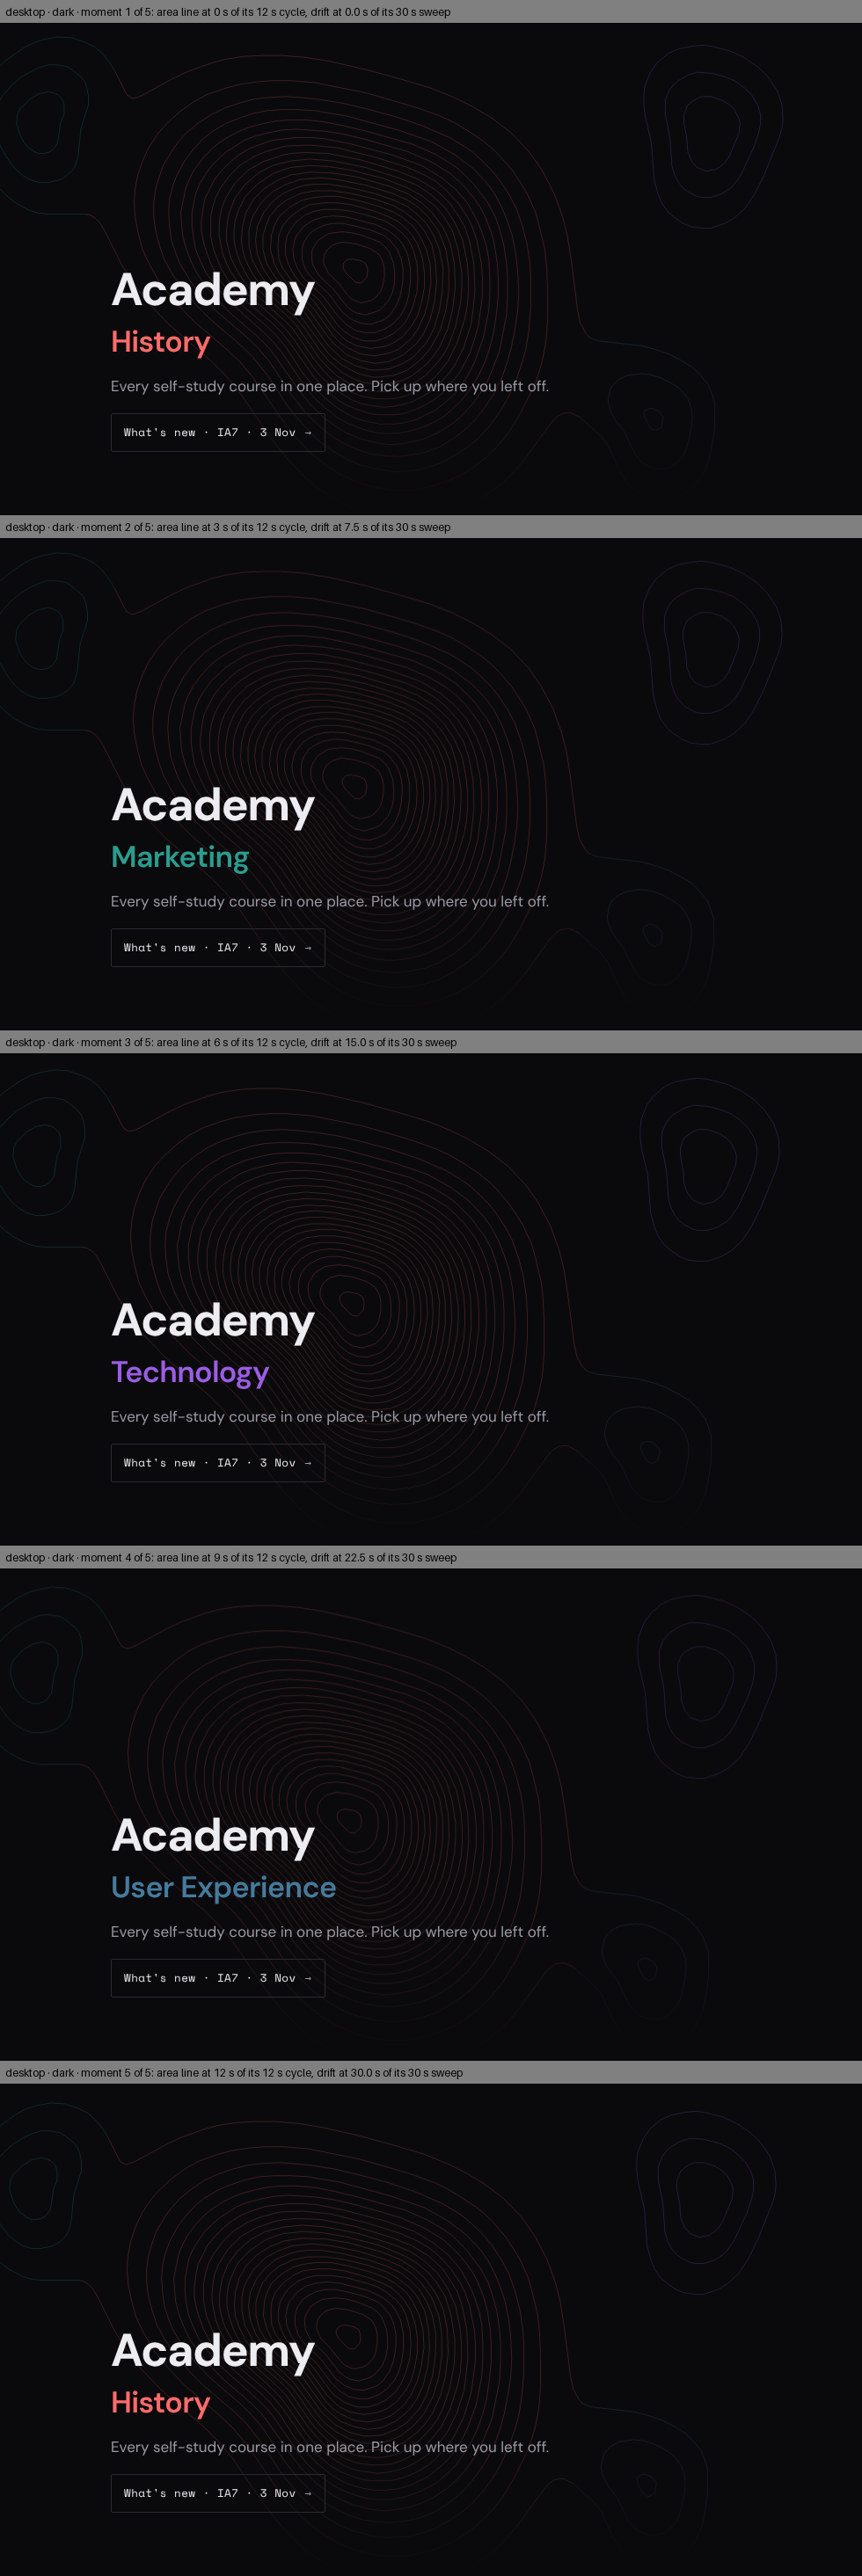 desktop · dark · moment 1 of 5: area line at 0 s of its 12 s cycle, drift at 0.0 s of its 30 s sweep
Academy
History
Every self-study course in one place. Pick up where you left off.
What's new · IA7 · 3 Nov →
desktop · dark · moment 2 of 5: area line at 3 s of its 12 s cycle, drift at 7.5 s of its 30 s sweep
Academy
Marketing
Every self-study course in one place. Pick up where you left off.
What's new · IA7 · 3 Nov →
desktop · dark · moment 3 of 5: area line at 6 s of its 12 s cycle, drift at 15.0 s of its 30 s sweep
Academy
Technology
Every self-study course in one place. Pick up where you left off.
What's new · IA7 · 3 Nov →
desktop · dark · moment 4 of 5: area line at 9 s of its 12 s cycle, drift at 22.5 s of its 30 s sweep
Academy
User Experience
Every self-study course in one place. Pick up where you left off.
What's new · IA7 · 3 Nov →
desktop · dark · moment 5 of 5: area line at 12 s of its 12 s cycle, drift at 30.0 s of its 30 s sweep
Academy
History
Every self-study course in one place. Pick up where you left off.
What's new · IA7 · 3 Nov →